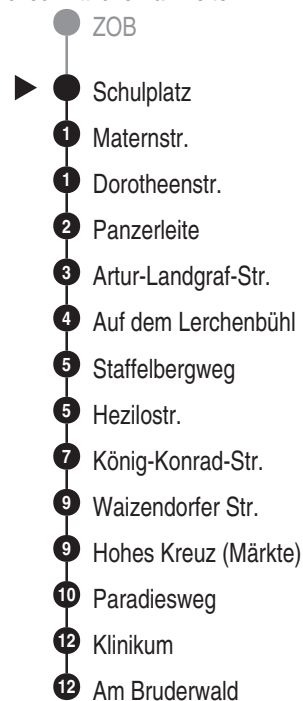 ZOB
Schulplatz
1 Maternstr.
1 Dorotheenstr.
2 Panzerleite
3 Artur-Landgraf-Str.
4 Auf dem Lerchenbühl
5 Staffelbergweg
5 Hezilostr.
7 König-Konrad-Str.
9 Waizendorfer Str.
9 Hohes Kreuz (Märkte)
10 Paradiesweg
12 Klinikum
12 Am Bruderwald